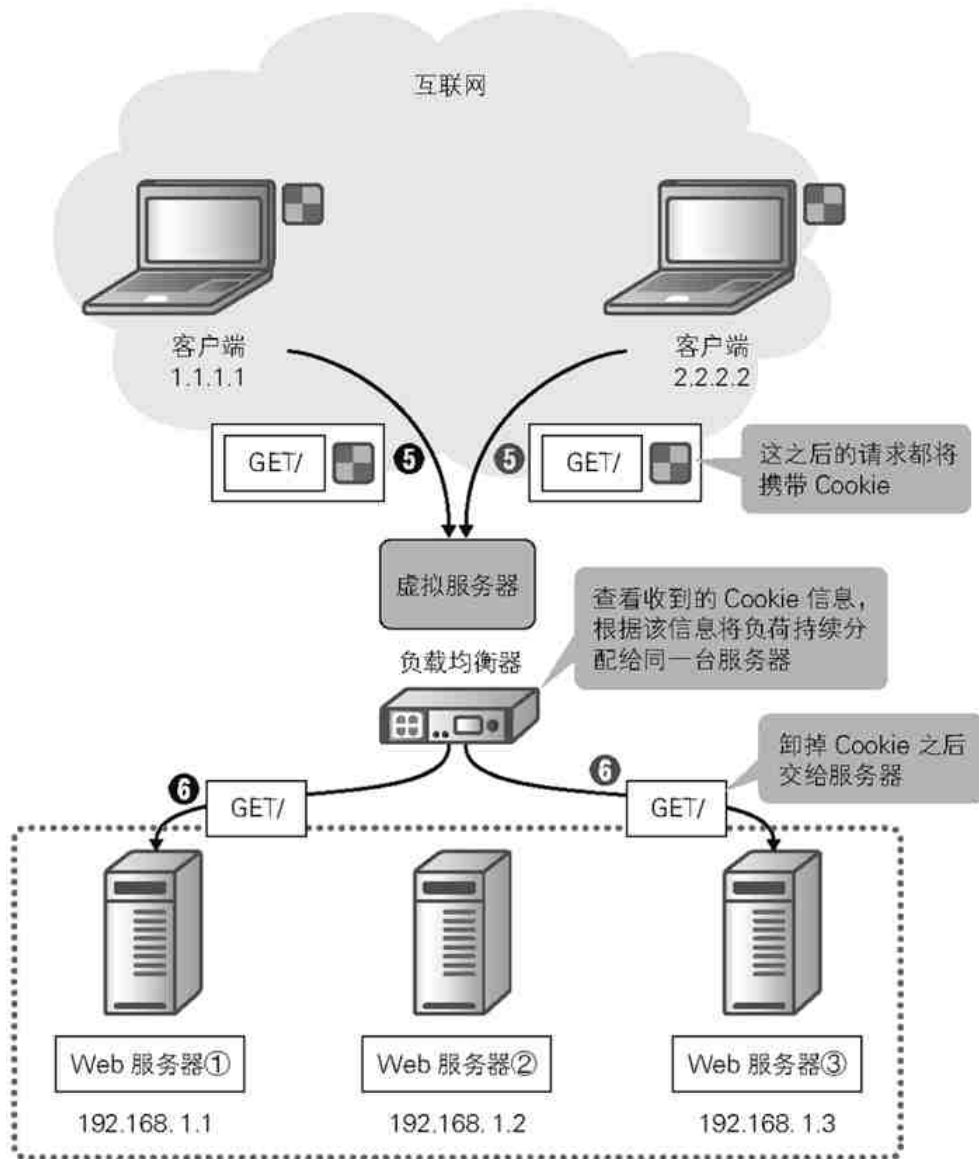 互联网
客户端
1.1.1.1
客户端
2.2.2.2
GET/
5
5
GET/
这之后的请求都将
携带 Cookie
虚拟服务器
查看收到的 Cookie 信息，
根据该信息将负荷持续分
配给同一台服务器
负载均衡器
卸掉 Cookie 之后
交给服务器
6
GET/
6
GET/
Web 服务器①
192.168.1.1
Web 服务器②
192.168.1.2
Web 服务器③
192.168.1.3